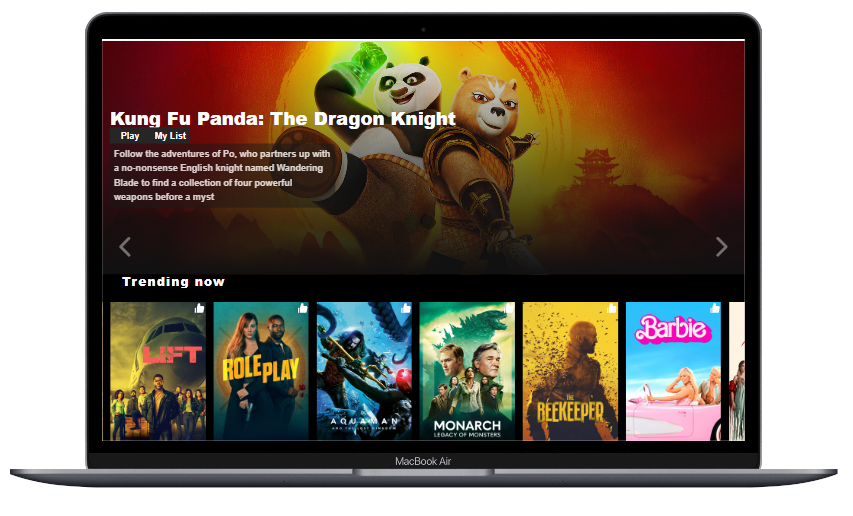 Kung Fu Panda: The Dragon Knight
Play My List
Follow the adventures of Po, who partners up with
a no-nonsense English knight named Wandering
Blade to find a collection of four powerful
weapons before a myst
Trending now
LIFT
ROLE PLAY
AQUAMAN
AND THE LOST KINGDOM
MONARCH
LEGACY OF MONSTERS
THE
BEEKEEPER
Barbie
MacBook Air